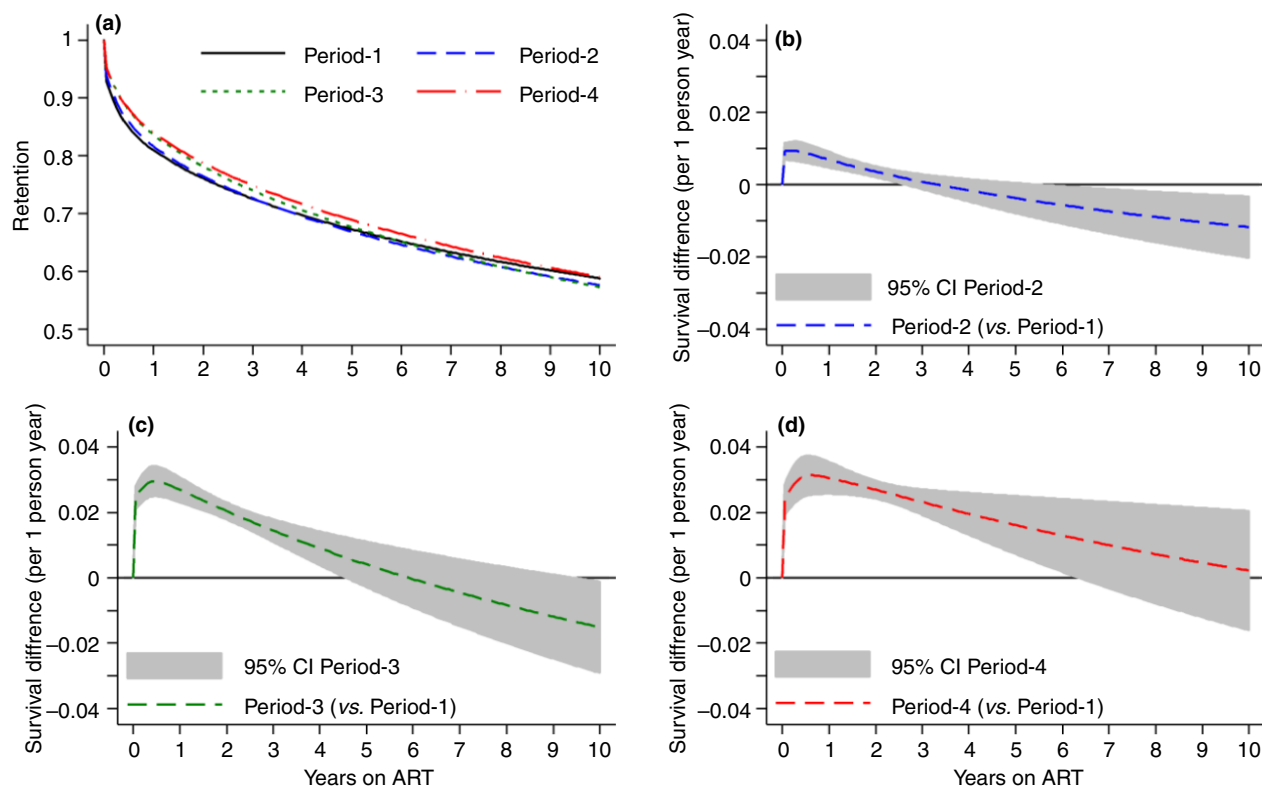 (a)
Period-1
Period-2
Period-3
Period-4
Retention
1
0.9
0.8
0.7
0.6
0.5
0 1 2 3 4 5 6 7 8 9 10
(b)
Survival diffrence (per 1 person year)
0.04
0.02
0
−0.02
−0.04
95% CI Period-2
Period-2 (vs. Period-1)
0 1 2 3 4 5 6 7 8 9 10
(c)
Survival diffrence (per 1 person year)
0.04
0.02
0
−0.02
−0.04
95% CI Period-3
Period-3 (vs. Period-1)
0 1 2 3 4 5 6 7 8 9 10
Years on ART
(d)
Survival diffrence (per 1 person year)
0.04
0.02
0
−0.02
−0.04
95% CI Period-4
Period-4 (vs. Period-1)
0 1 2 3 4 5 6 7 8 9 10
Years on ART